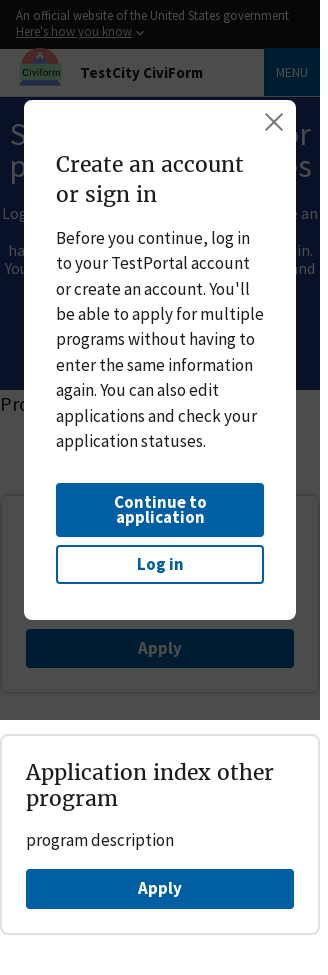 An official website of the United States government
Here's how you know
Civiform
TestCity CiviForm
MENU
Create an account
or sign in
Before you continue, log in
to your TestPortal account
or create an account. You'll
be able to apply for multiple
programs without having to
enter the same information
again. You can also edit
applications and check your
application statuses.
Continue to
application
Log in
Apply
Application index other
program
program description
Apply